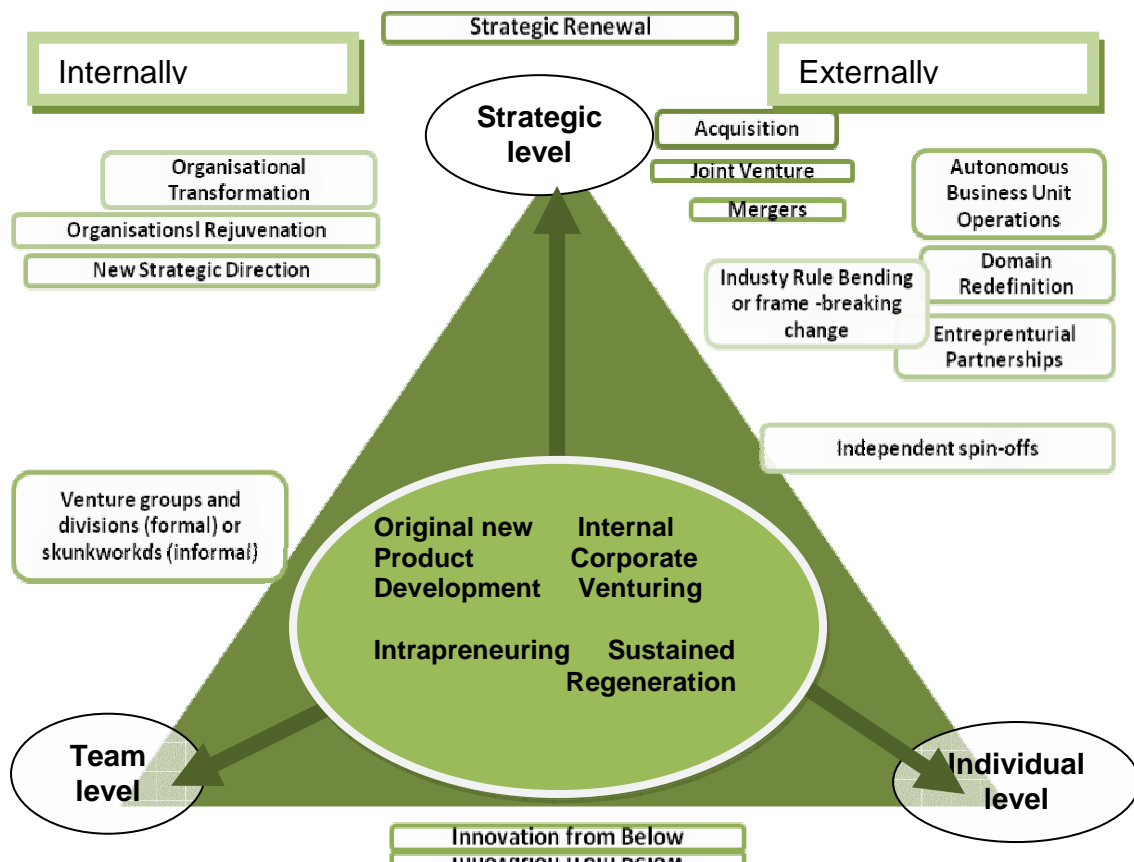 Strategic Renewal
Internally
Externally
Strategic
level
Acquisition
Joint Venture
Mergers
Organisational
Transformation
Organisationsl Rejuvenation
New Strategic Direction
Autonomous
Business Unit
Operations
Domain
Redefinition
Industy Rule Bending
or frame -breaking
change
Entreprenturial
Partnerships
Independent spin-offs
Venture groups and
divisions (formal) or
skunkworkds (informal)
Original new Internal
Product Corporate
Development Venturing
Intrapreneuring Sustained
Regeneration
Team
level
Individual
level
Innovation from Below
Innovation from Below